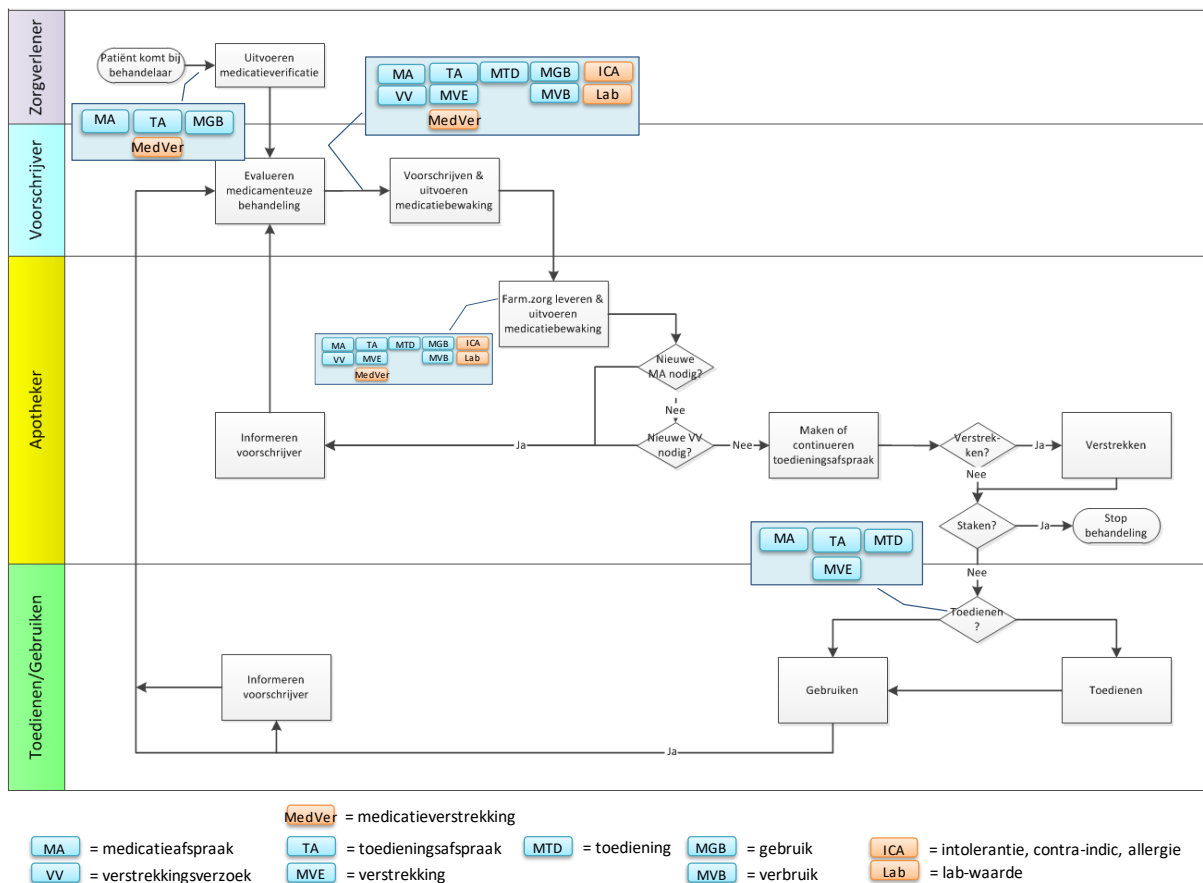 Zorgverlener
Patiënt komt bij
behandelaar
Uitvoeren
medicatieverificatie
MA TA MTD MGB ICA
VV MVE MVB Lab
MedVer
MA TA MGB
MedVer
Voorschrijver
Evalueren
medicamenteuze
behandeling
Voorschrijven &
uitvoeren
medicatiebewaking
Apotheker
Farm.zorg leveren &
uitvoeren
medicatiebewaking
MA TA MTD MGB ICA
VV MVE MVB Lab
MedVer
Nieuwe
MA nodig?
Nee
Informeren
voorschrijver
Ja
Nieuwe VV
nodig?
Nee
Maken of
continueren
toedieningsafspraak
Verstrek-
ken?
Ja
Verstrekken
Nee
Staken?
Ja
Stop
behandeling
MA TA MTD
MVE
Nee
Toedienen/Gebruiken
Toedienen
?
Informeren
voorschrijver
Gebruiken
Toedienen
Ja
MedVer = medicatieverstrekking
MA = medicatieafspraak TA = toedieningsafspraak MTD = toediening MGB = gebruik ICA = intolerantie, contra-indic, allergie
VV = verstrekkingsverzoek MVE = verstrekking MVB = verbruik Lab = lab-waarde